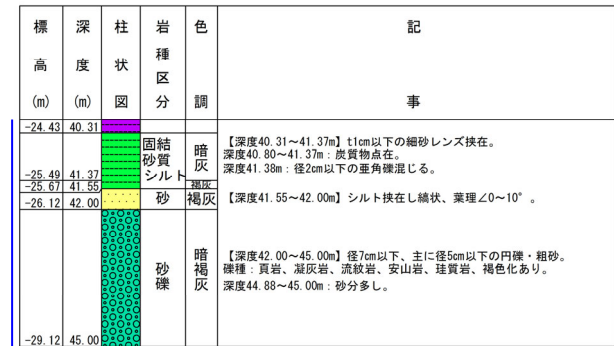 標高(m) 深度(m) 柱状図 岩種区分 色調 記事
-24.43 40.31
固結砂質シルト 暗灰
【深度40.31~41.37m】t1cm以下の細砂レンズ挟在。
深度40.80~41.37m:炭質物点在。
深度41.38m:径2cm以下の亜角礫混じる。
-25.49 41.37
-25.67 41.55 褐灰
-26.12 42.00 砂 褐灰 【深度41.55~42.00m】シルト挟在し縞状、葉理∠0~10°。
砂礫 暗褐灰
【深度42.00~45.00m】径7cm以下、主に径5cm以下の円礫・粗砂。
礫種:頁岩、凝灰岩、流紋岩、安山岩、珪質岩、褐色化あり。
深度44.88~45.00m:砂分多し。
-29.12 45.00